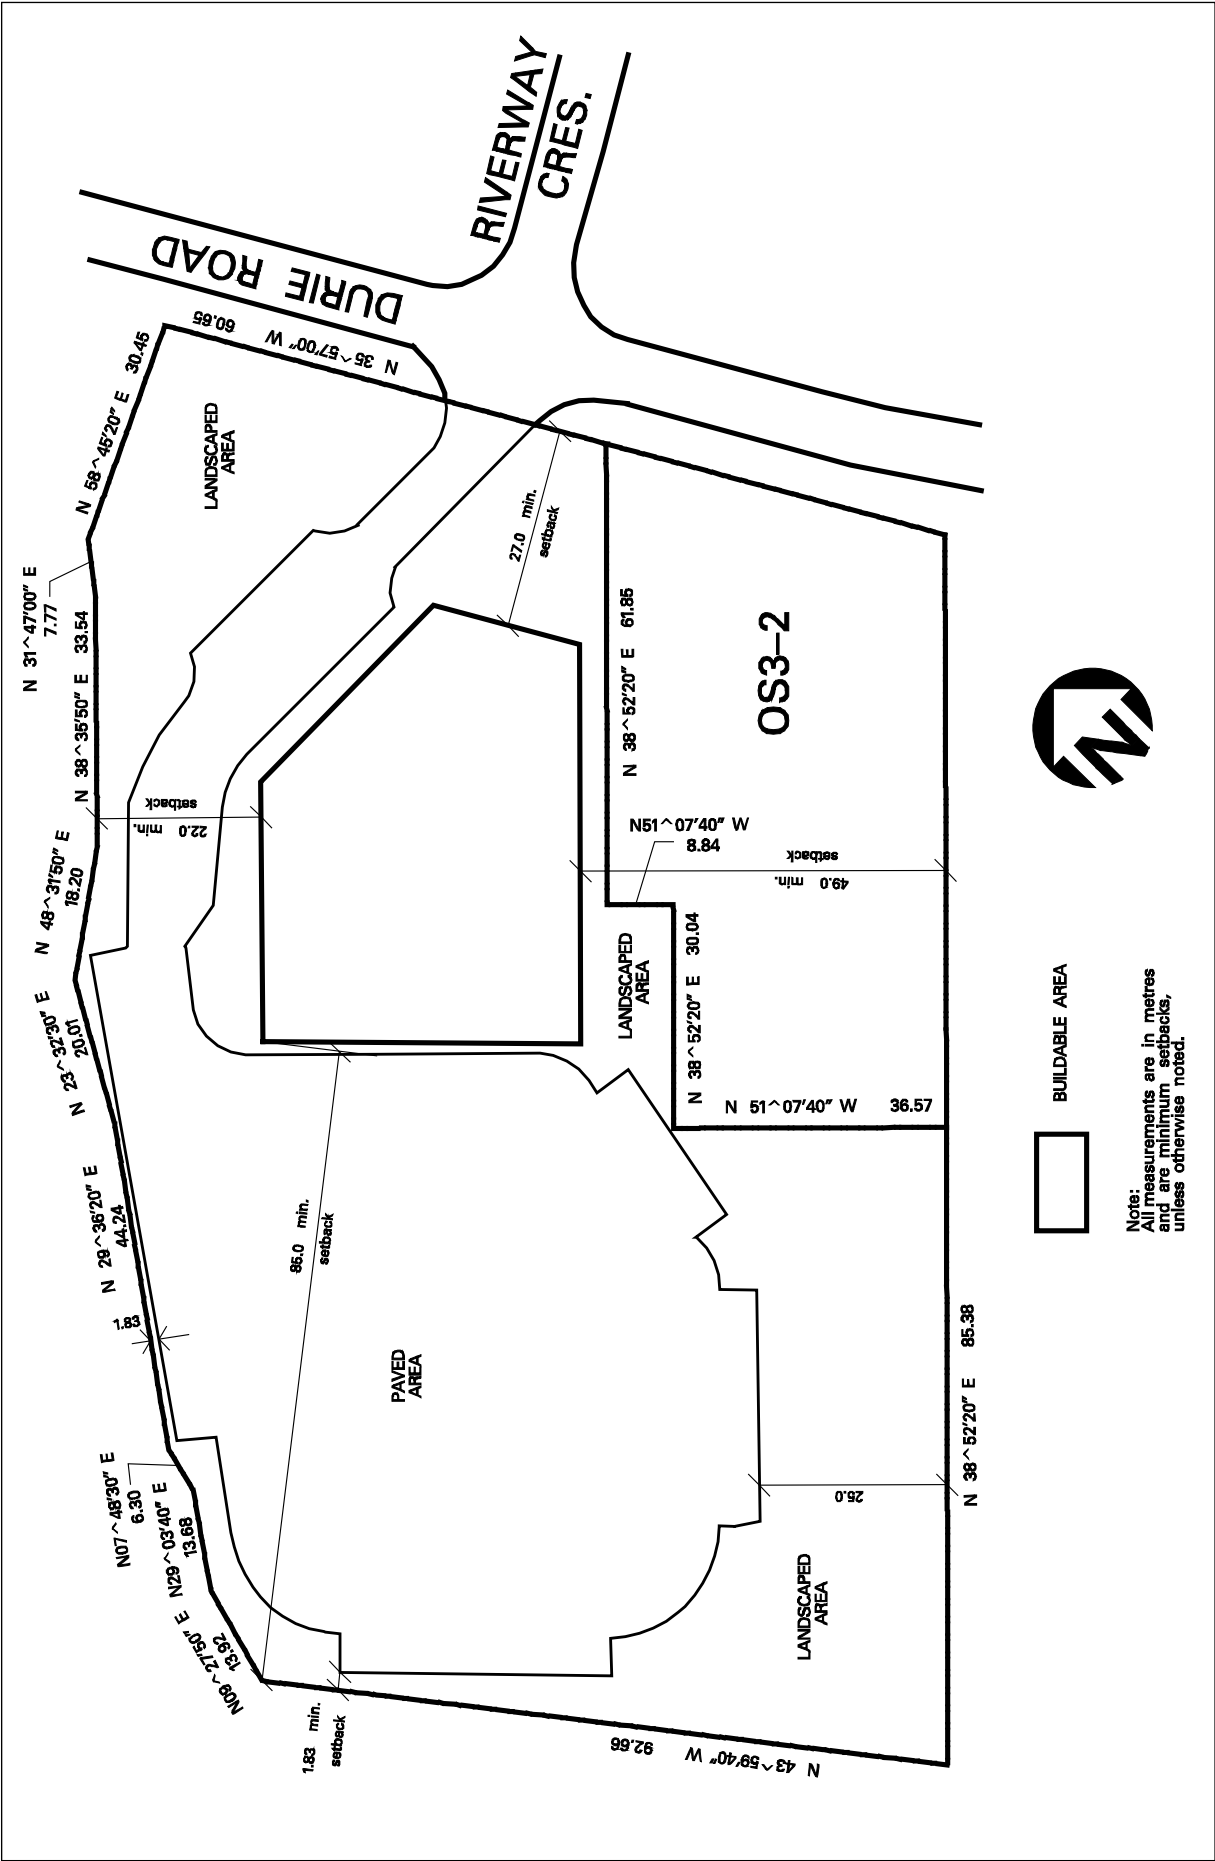 RIVERWAY
CRES.
DURIE ROAD
N 35^57'00" W 60.65
N 58^45'20" E 30.45
LANDSCAPED
AREA
N 31^47'00" E
7.77
N 38^35'50" E 33.54
22.0 min.
setback
27.0 min.
setback
N 38^52'20" E 61.85
OS3-2
N51^07'40" W
8.84
49.0 min.
setback
N 48^31'50" E
18.20
N 23^32'30" E
20.01
LANDSCAPED
AREA
N 38^52'20" E 30.04
N 51^07'40" W 36.57
N 29^36'20" E
44.24
1.83
85.0 min.
setback
PAVED
AREA
N07^48'30" E
6.30
N29^03'40" E
13.68
N09^27'50" E
13.92
1.83 min.
setback
N 43^59'40" W 92.66
25.0
LANDSCAPED
AREA
N 38^52'20" E 85.38
N
BUILDABLE AREA
Note:
All measurements are in metres
and are minimum setbacks,
unless otherwise noted.